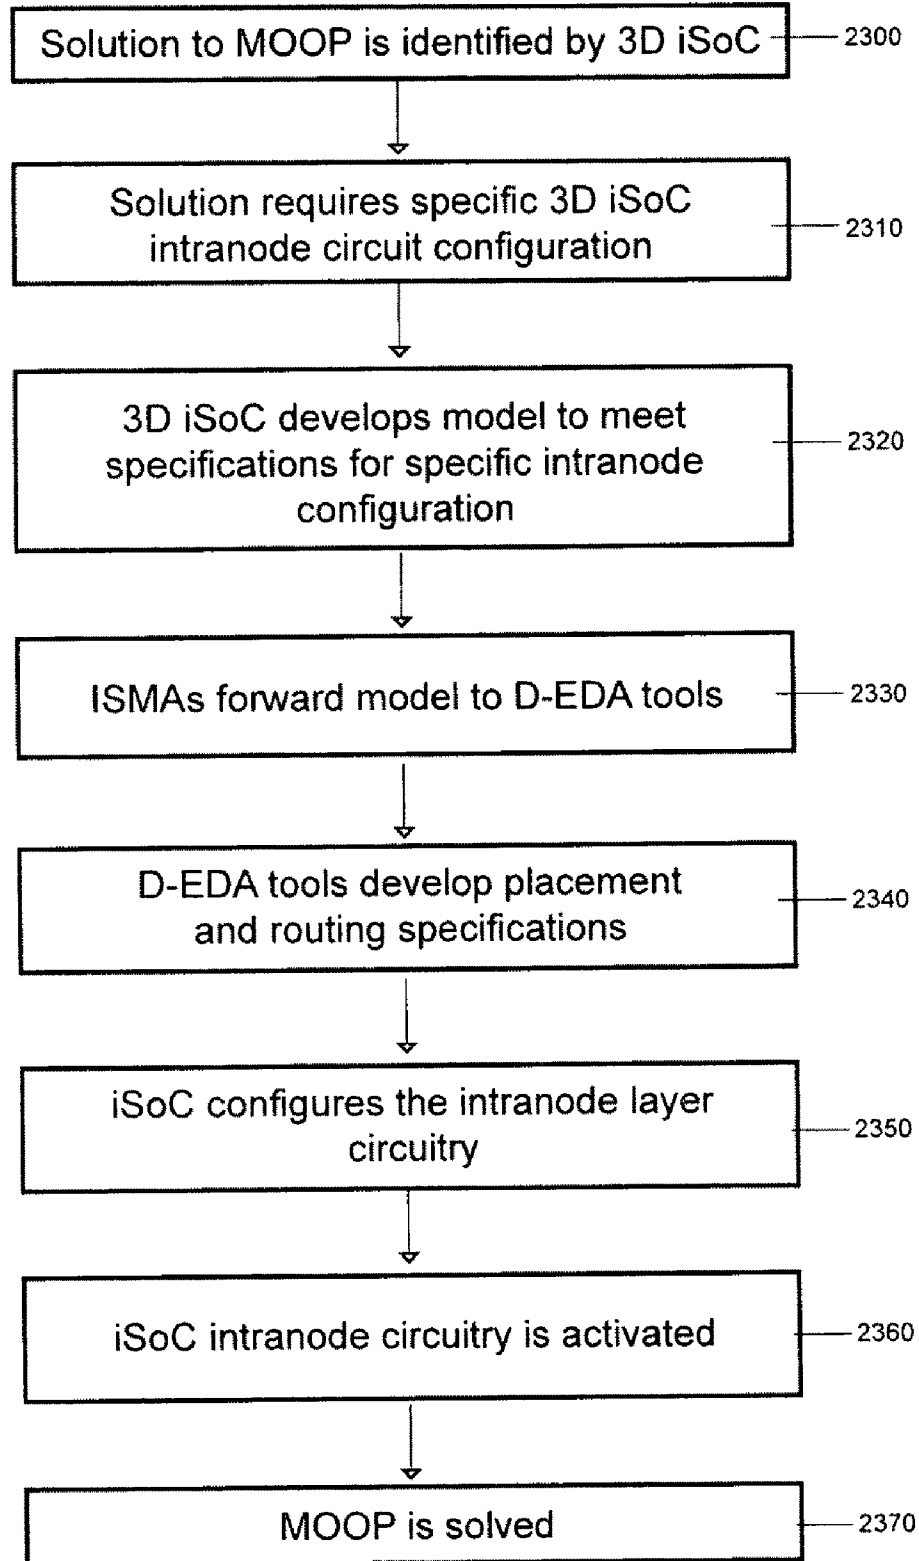 Solution to MOOP is identified by 3D iSoC
2300
Solution requires specific 3D iSoC
intranode circuit configuration
2310
3D iSoC develops model to meet
specifications for specific intranode
configuration
2320
ISMAs forward model to D-EDA tools
2330
D-EDA tools develop placement
and routing specifications
2340
iSoC configures the intranode layer
circuitry
2350
iSoC intranode circuitry is activated
2360
MOOP is solved
2370